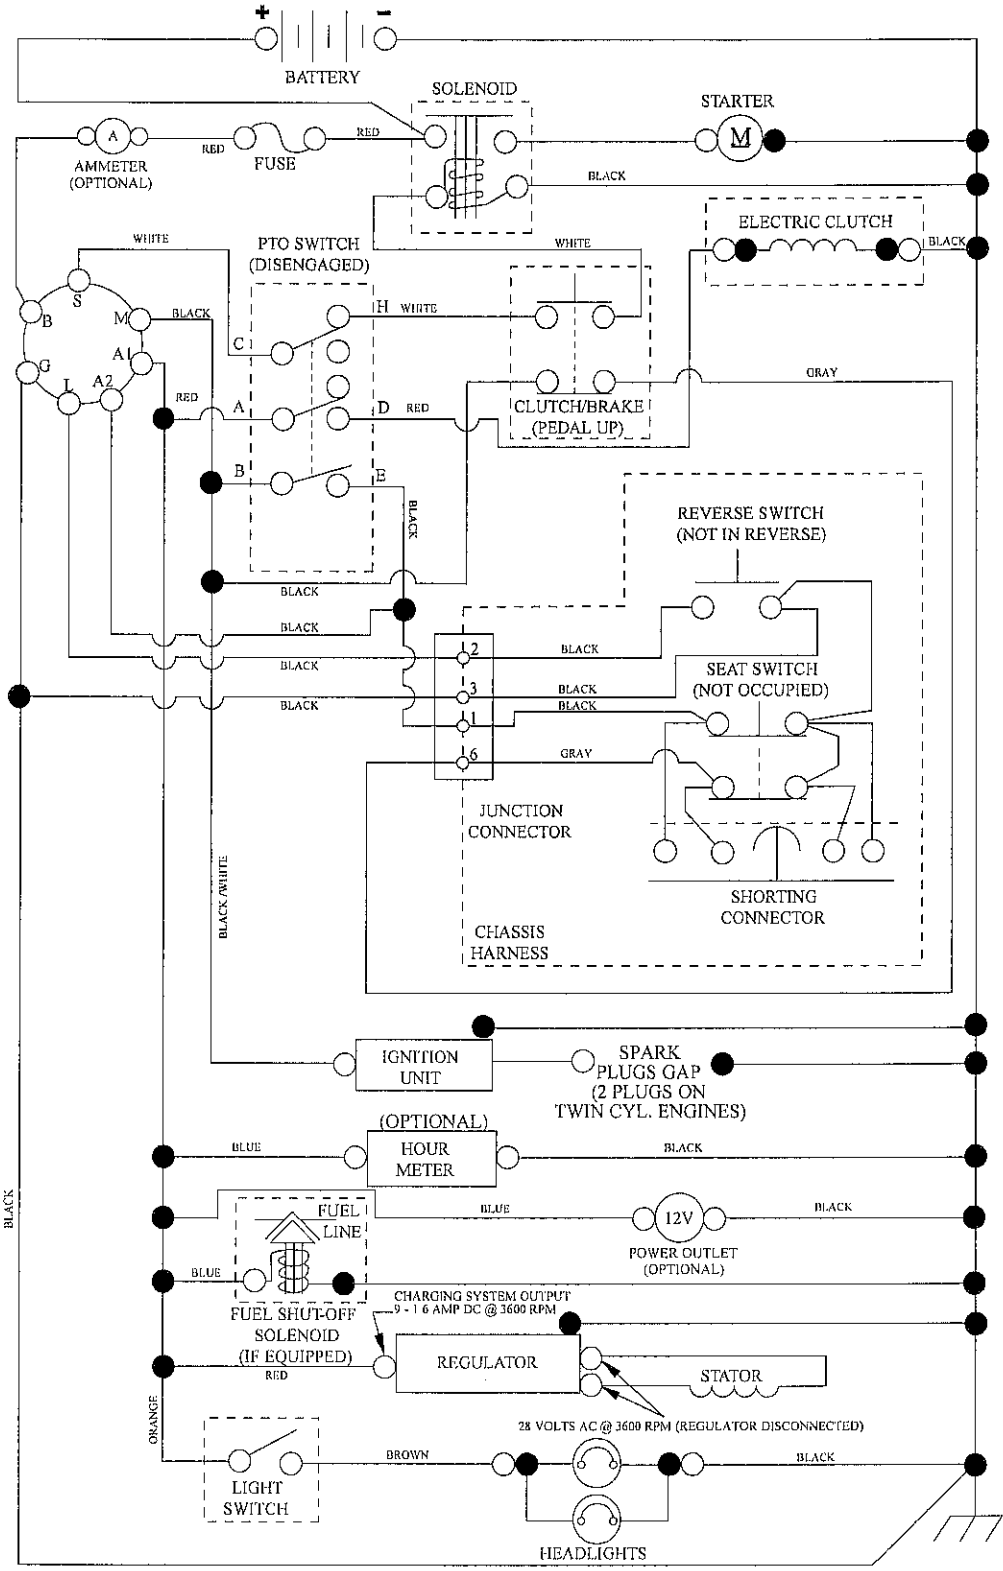 + −
BATTERY
SOLENOID
STARTER
A
RED
FUSE
RED
M
AMMETER
(OPTIONAL)
BLACK
ELECTRIC CLUTCH
BLACK
WHITE
PTO SWITCH
(DISENGAGED)
WHITE
S
B
M
BLACK
H
WHITE
C
A1
G
L
A2
RED
A
D
RED
GRAY
CLUTCH/BRAKE
(PEDAL UP)
B
E
BLACK
REVERSE SWITCH
(NOT IN REVERSE)
BLACK
BLACK
BLACK
2
BLACK
SEAT SWITCH
(NOT OCCUPIED)
BLACK
3
BLACK
BLACK
1
6
GRAY
JUNCTION
CONNECTOR
SHORTING
CONNECTOR
BLACK/WHITE
CHASSIS
HARNESS
IGNITION
UNIT
SPARK
PLUGS GAP
(2 PLUGS ON
TWIN CYL. ENGINES)
(OPTIONAL)
HOUR
METER
BLUE
BLACK
BLACK
FUEL
LINE
BLUE
12V
BLACK
POWER OUTLET
(OPTIONAL)
BLUE
CHARGING SYSTEM OUTPUT
9 - 1 6 AMP DC @ 3600 RPM
FUEL SHUT-OFF
SOLENOID
(IF EQUIPPED)
RED
REGULATOR
STATOR
28 VOLTS AC @ 3600 RPM (REGULATOR DISCONNECTED)
ORANGE
BROWN
BLACK
LIGHT
SWITCH
HEADLIGHTS